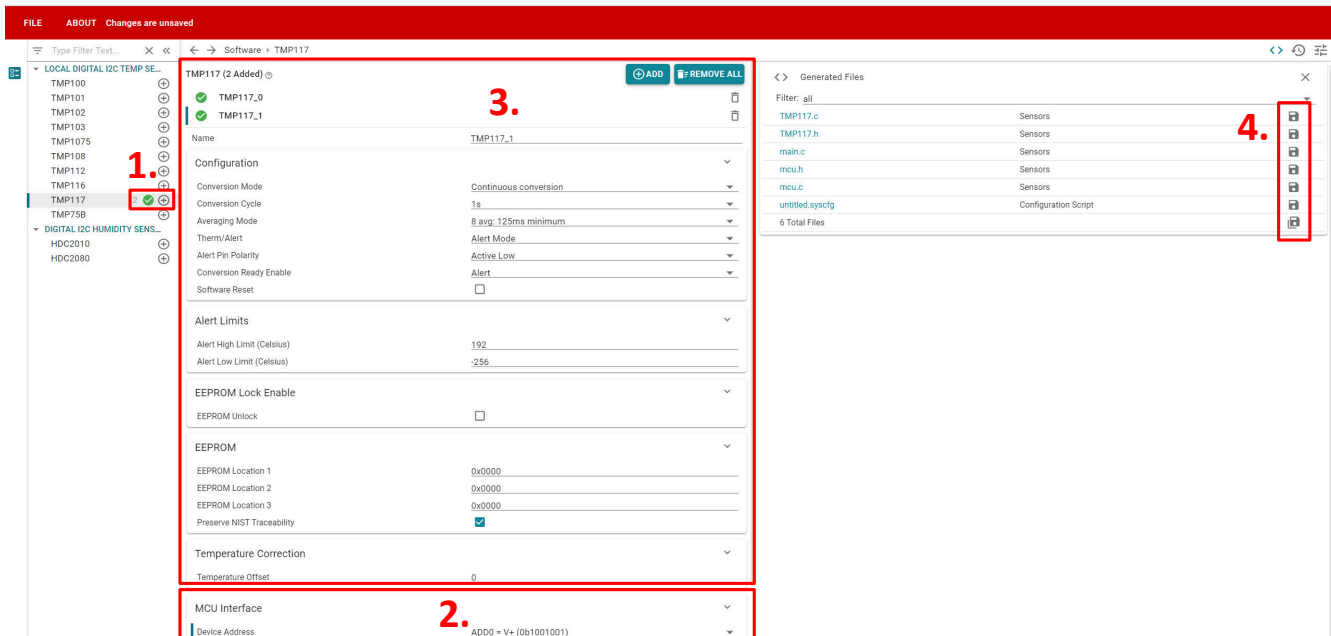 FILE ABOUT Changes are unsaved
Type Filter Text...
Software TMP117
LOCAL DIGITAL I2C TEMP SE...
TMP100
TMP101
TMP102
TMP103
TMP1075
TMP108
TMP112
TMP116
TMP117 2
TMP75B
DIGITAL I2C HUMIDITY SENS...
HDC2010
HDC2080
1.
TMP117 (2 Added)
ADD REMOVE ALL
TMP117_0
TMP117_1
3.
Name TMP117_1
Configuration
Conversion Mode Continuous conversion
Conversion Cycle 1s
Averaging Mode 8 avg: 125ms minimum
Therm/Alert Alert Mode
Alert Pin Polarity Active Low
Conversion Ready Enable Alert
Software Reset
Alert Limits
Alert High Limit (Celsius) 192
Alert Low Limit (Celsius) -256
EEPROM Lock Enable
EEPROM Unlock
EEPROM
EEPROM Location 1 0x0000
EEPROM Location 2 0x0000
EEPROM Location 3 0x0000
Preserve NIST Traceability
Temperature Correction
Temperature Offset 0
MCU Interface
2.
Device Address ADD0 = V+ (0b1001001)
Generated Files
Filter: all
TMP117.c Sensors
TMP117.h Sensors
main.c Sensors
mcu.h Sensors
mcu.c Sensors
untitled.syscfg Configuration Script
6 Total Files
4.